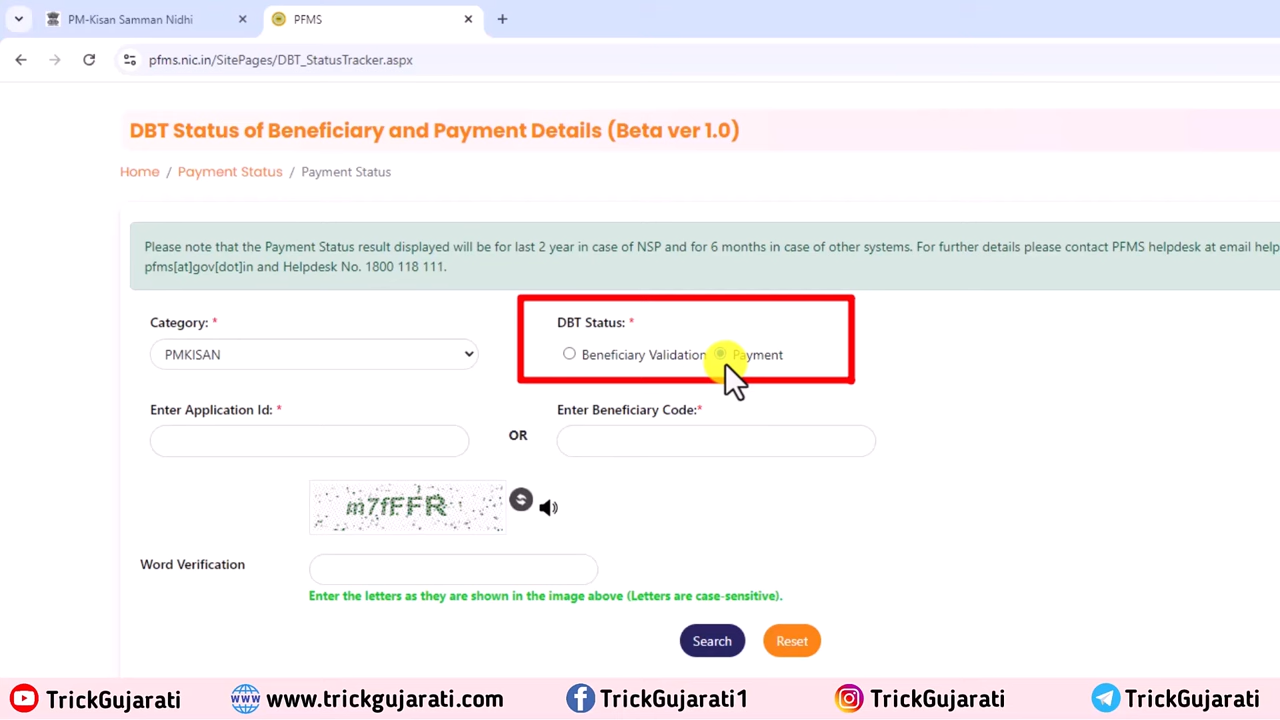 PM-Kisan Samman Nidhi
PFMS
pfms.nic.in/SitePages/DBT_StatusTracker.aspx
DBT Status of Beneficiary and Payment Details (Beta ver 1.0)
Home / Payment Status / Payment Status
Please note that the Payment Status result displayed will be for last 2 year in case of NSP and for 6 months in case of other systems. For further details please contact PFMS helpdesk at email help
pfms[at]gov[dot]in and Helpdesk No. 1800 118 111.
Category: * DBT Status: *
PMKISAN Beneficiary Validation Payment
Enter Application Id: * Enter Beneficiary Code:*
OR
m7fFFR
Word Verification
Enter the letters as they are shown in the image above (Letters are case-sensitive).
Search Reset
TrickGujarati www.trickgujarati.com TrickGujarati1 TrickGujarati TrickGujarati